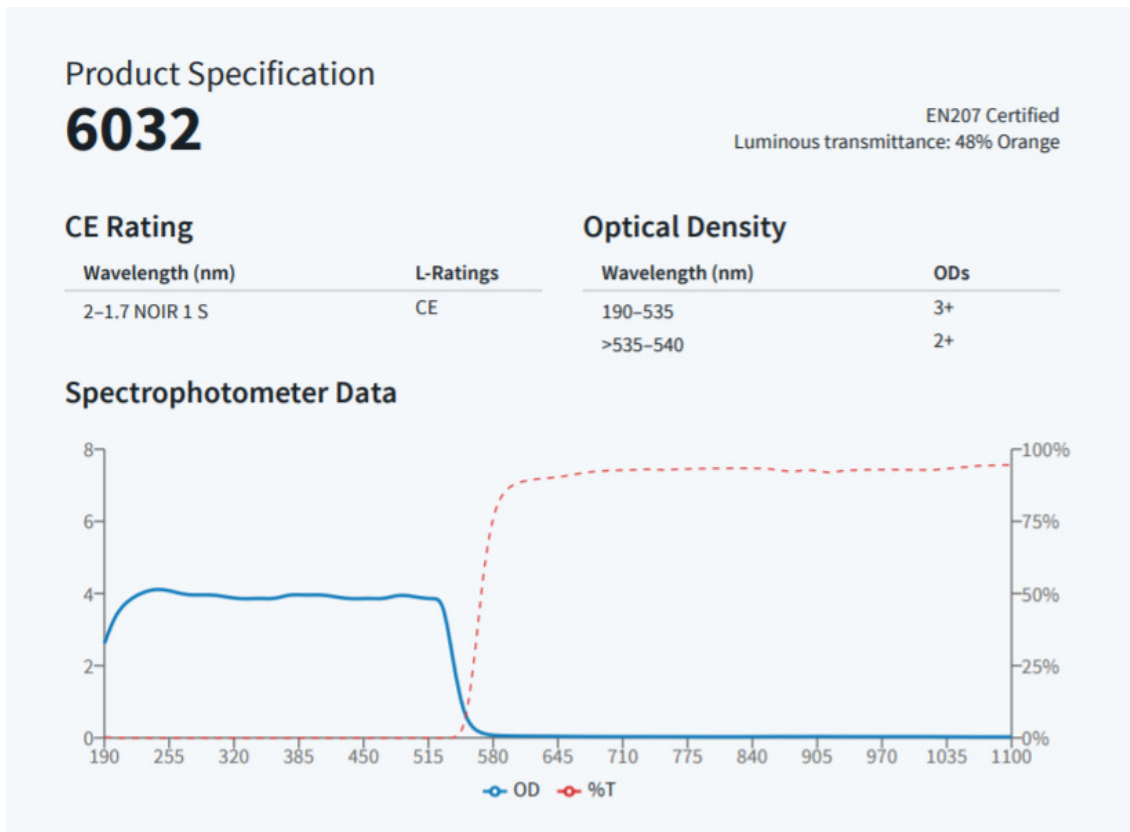 Product Specification
6032
EN207 Certified
Luminous transmittance: 48% Orange
CE Rating
Wavelength (nm) L-Ratings
2–1.7 NOIR 1 S CE
Optical Density
Wavelength (nm) ODs
190–535 3+
>535–540 2+
Spectrophotometer Data
8 100%
6 75%
4 50%
2 25%
0 0%
190 255 320 385 450 515 580 645 710 775 840 905 970 1035 1100
OD %T